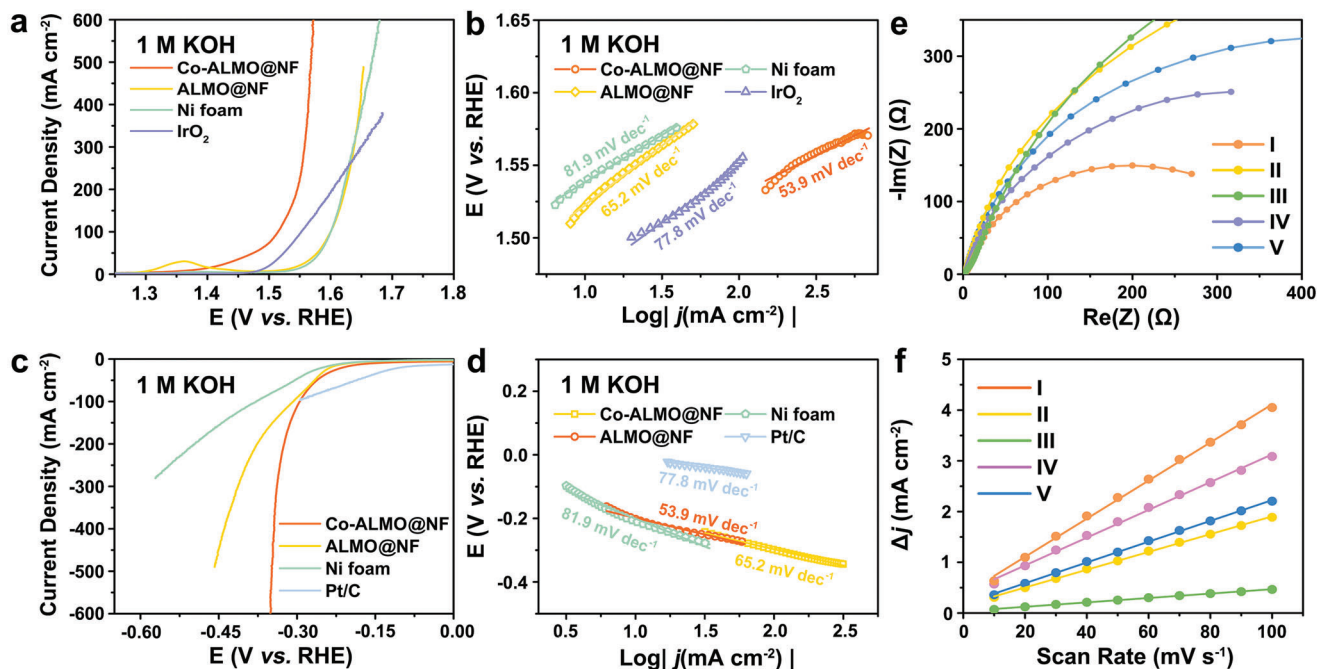 a
600
500
400
300
200
100
0
1 M KOH
Co-ALMO@NF
ALMO@NF
Ni foam
IrO₂
Current Density (mA cm⁻²)
1.3 1.4 1.5 1.6 1.7 1.8
E (V vs. RHE)
b
1.65
1.60
1.55
1.50
1 M KOH
Co-ALMO@NF
ALMO@NF
Ni foam
IrO₂
81.9 mV dec⁻¹
65.2 mV dec⁻¹
77.8 mV dec⁻¹
53.9 mV dec⁻¹
E (V vs. RHE)
1.0 1.5 2.0 2.5
Log| j(mA cm⁻²) |
e
300
200
100
0
I
II
III
IV
V
-Im(Z) (Ω)
0 100 200 300 400
Re(Z) (Ω)
c
0
-100
-200
-300
-400
-500
-600
1 M KOH
Co-ALMO@NF
ALMO@NF
Ni foam
Pt/C
Current Density (mA cm⁻²)
-0.60 -0.45 -0.30 -0.15 0.00
E (V vs. RHE)
d
0.2
0.0
-0.2
-0.4
1 M KOH
Co-ALMO@NF
ALMO@NF
Ni foam
Pt/C
77.8 mV dec⁻¹
53.9 mV dec⁻¹
81.9 mV dec⁻¹
65.2 mV dec⁻¹
E (V vs. RHE)
0.5 1.0 1.5 2.0 2.5
Log| j(mA cm⁻²) |
f
5
4
3
2
1
0
I
II
III
IV
V
Δj (mA cm⁻²)
0 20 40 60 80 100
Scan Rate (mV s⁻¹)